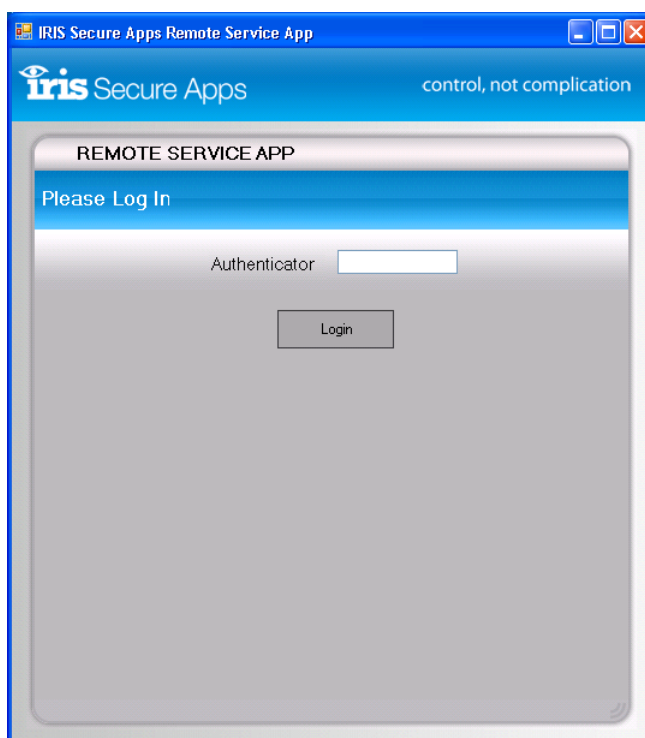 IRIS Secure Apps Remote Service App
iris Secure Apps
control, not complication
REMOTE SERVICE APP
Please Log In
Authenticator
Login